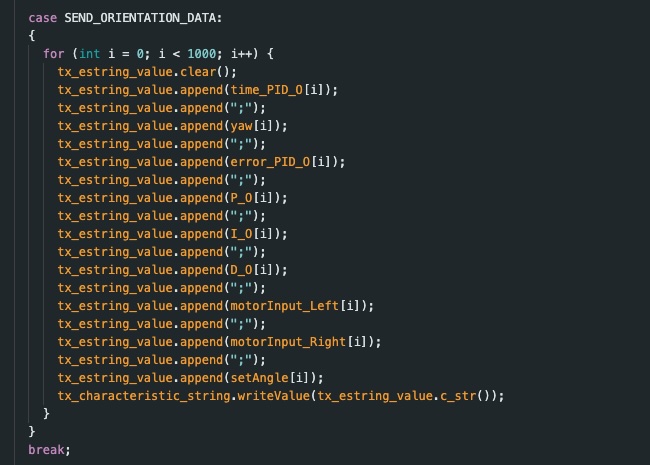 case SEND_ORIENTATION_DATA:
{
for (int i = 0; i < 1000; i++) {
tx_estring_value.clear();
tx_estring_value.append(time_PID_O[i]);
tx_estring_value.append(";");
tx_estring_value.append(yaw[i]);
tx_estring_value.append(";");
tx_estring_value.append(error_PID_O[i]);
tx_estring_value.append(";");
tx_estring_value.append(P_O[i]);
tx_estring_value.append(";");
tx_estring_value.append(I_O[i]);
tx_estring_value.append(";");
tx_estring_value.append(D_O[i]);
tx_estring_value.append(";");
tx_estring_value.append(motorInput_Left[i]);
tx_estring_value.append(";");
tx_estring_value.append(motorInput_Right[i]);
tx_estring_value.append(";");
tx_estring_value.append(setAngle[i]);
tx_characteristic_string.writeValue(tx_estring_value.c_str());
}
}
break;